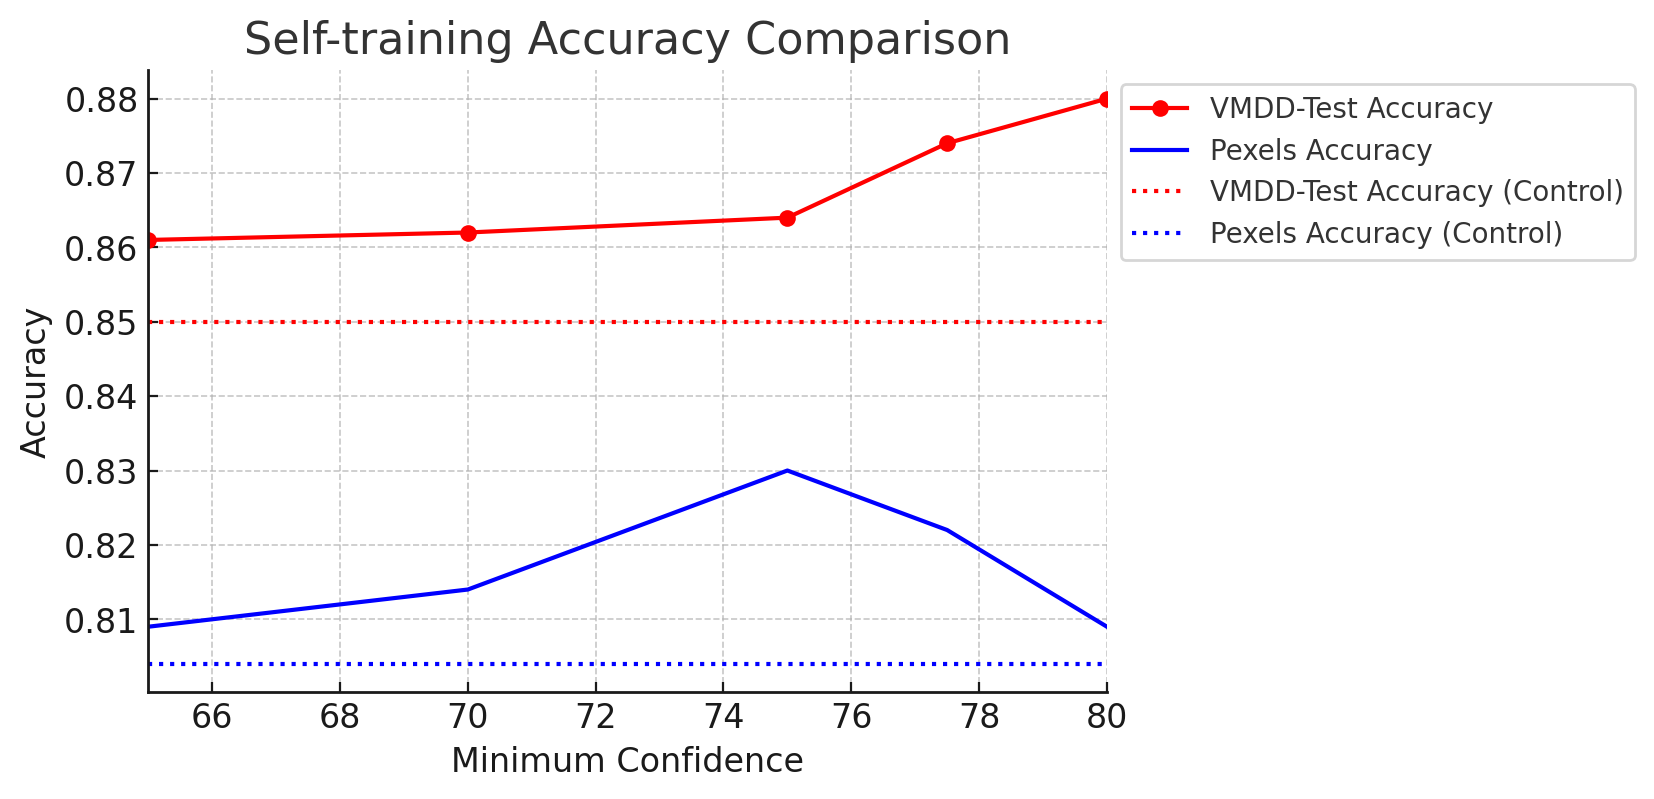 Self-training Accuracy Comparison
0.88
0.87
0.86
0.85
0.84
0.83
0.82
0.81
Accuracy
66 68 70 72 74 76 78 80
Minimum Confidence
VMDD-Test Accuracy
Pexels Accuracy
VMDD-Test Accuracy (Control)
Pexels Accuracy (Control)